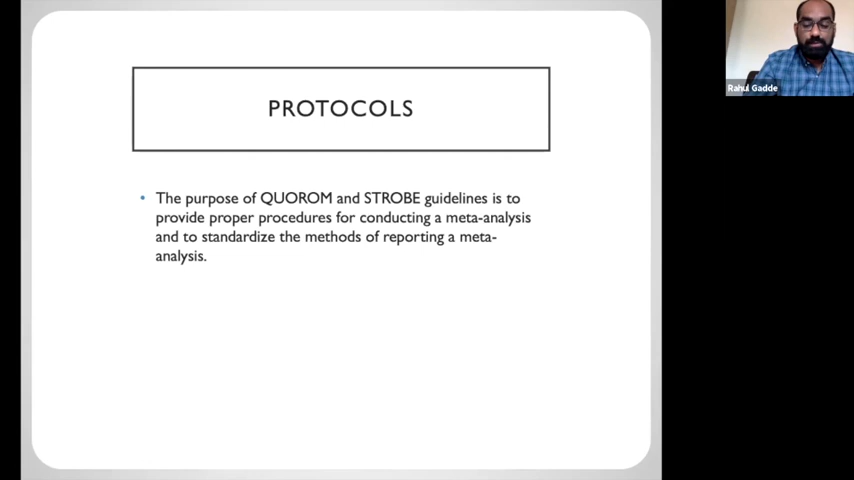 PROTOCOLS
• The purpose of QUOROM and STROBE guidelines is to
provide proper procedures for conducting a meta-analysis
and to standardize the methods of reporting a meta-
analysis.
Rahul Gadde